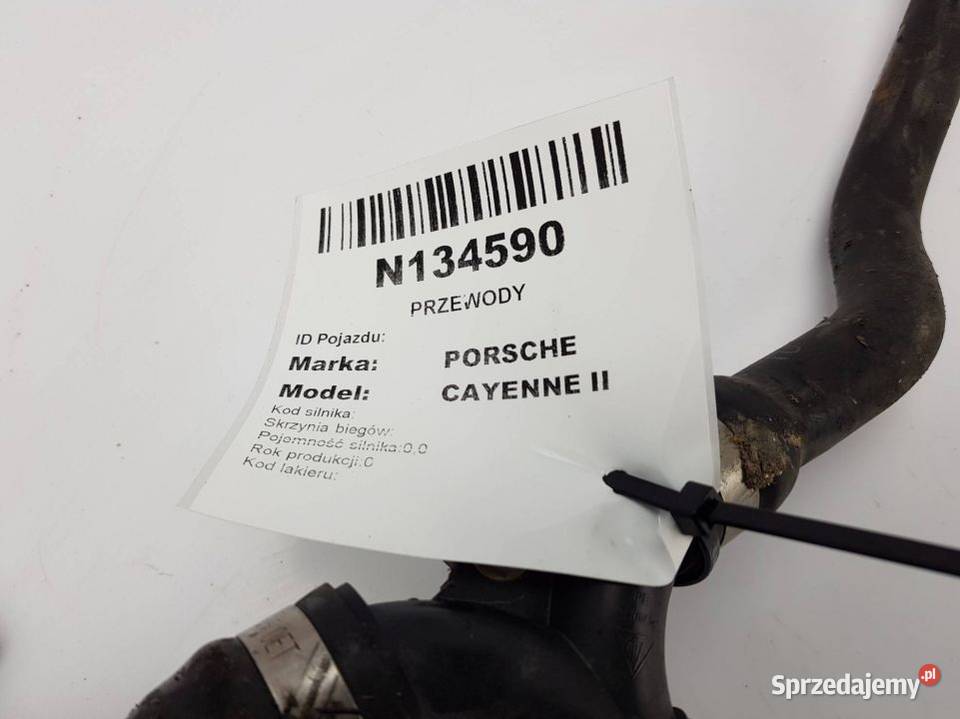 N134590
PRZEWODY
ID Pojazdu:
Marka: PORSCHE
Model: CAYENNE II
Kod silnika:
Skrzynia biegów:
Pojemność silnika:0,0
Rok produkcji:0
Kod lakieru:
Sprzedajemy.pl